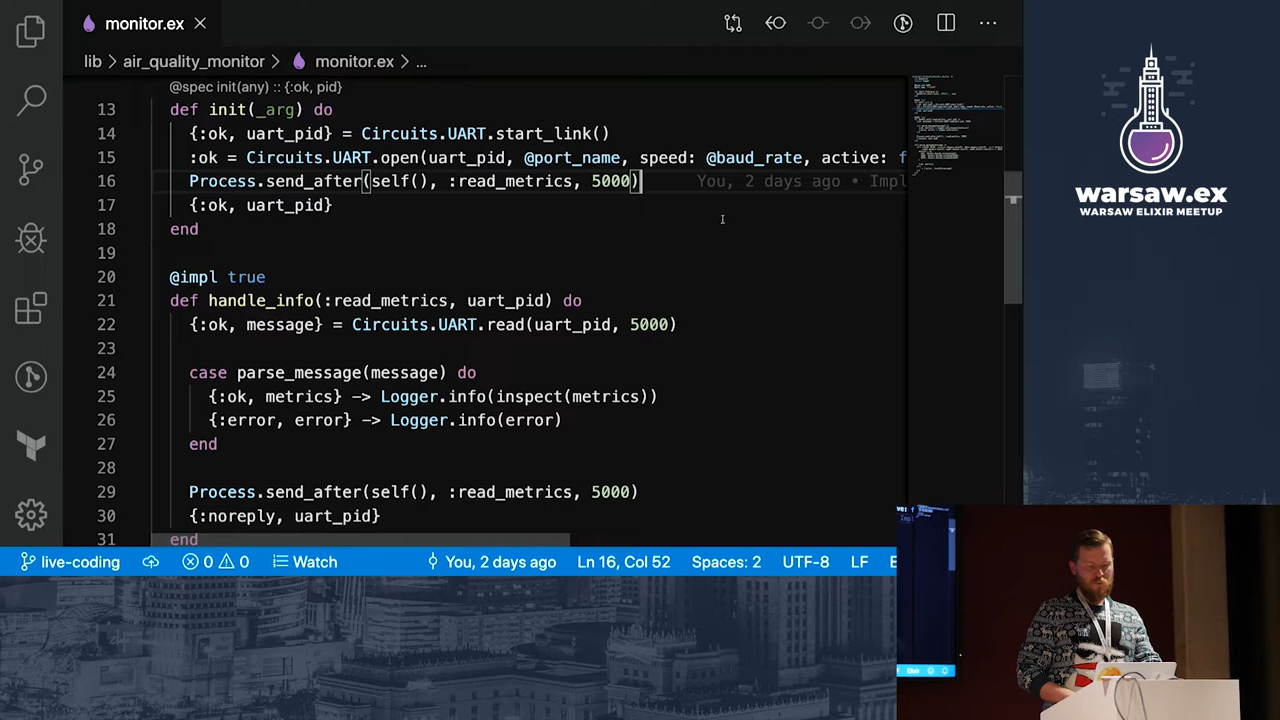 monitor.ex
lib > air_quality_monitor > monitor.ex > ...
@spec init(any) :: {:ok, pid}
13 def init(_arg) do
14 {:ok, uart_pid} = Circuits.UART.start_link()
15 :ok = Circuits.UART.open(uart_pid, @port_name, speed: @baud_rate, active: f
16 Process.send_after(self(), :read_metrics, 5000) You, 2 days ago • Impl
17 {:ok, uart_pid}
18 end
19
20 @impl true
21 def handle_info(:read_metrics, uart_pid) do
22 {:ok, message} = Circuits.UART.read(uart_pid, 5000)
23
24 case parse_message(message) do
25 {:ok, metrics} -> Logger.info(inspect(metrics))
26 {:error, error} -> Logger.info(error)
27 end
28
29 Process.send_after(self(), :read_metrics, 5000)
30 {:noreply, uart_pid}
31 end
live-coding 0 0 Watch You, 2 days ago Ln 16, Col 52 Spaces: 2 UTF-8 LF E
warsaw.ex
WARSAW ELIXIR MEETUP